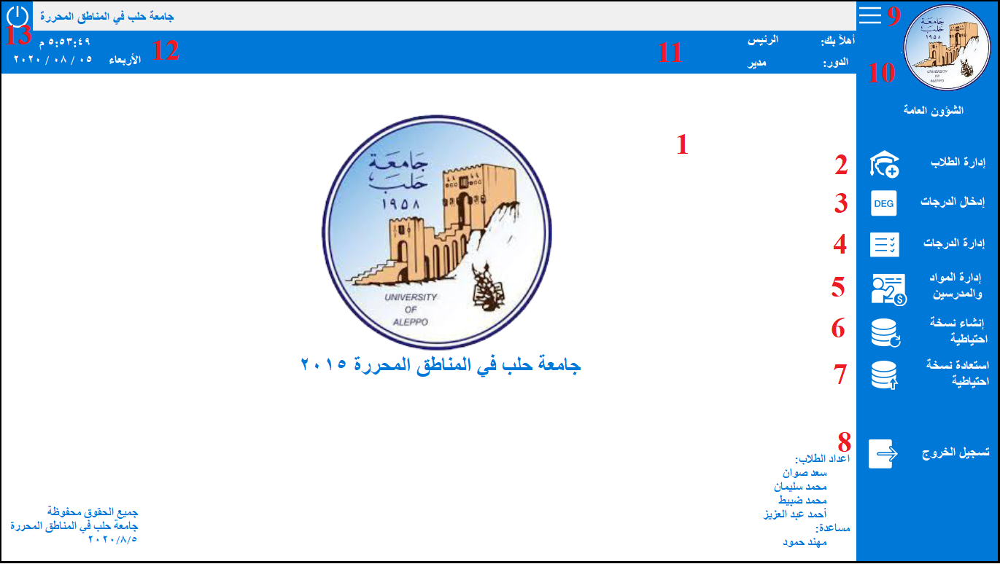 جامعة حلب في المناطق المحررة
13
٥:٥٣:٤٩ م
الأربعاء
٢٠٢٠ / ٠٨ / ٠٥
12
11
أهلاً بك:
الرئيس
الدور:
مدير
9
10
جامعة
حلب
١٩٥٨
UNIVERSITY
OF
ALEPPO
الشؤون العامة
1
2
إدارة الطلاب
3
DEG
إدخال الدرجات
4
إدارة الدرجات
5
إدارة المواد
والمدرسين
6
إنشاء نسخة
احتياطية
7
استعادة نسخة
احتياطية
8
تسجيل الخروج
جامعة
حلب
١٩٥٨
UNIVERSITY
OF
ALEPPO
جامعة حلب في المناطق المحررة ٢٠١٥
اعداد الطلاب:
سعد صوان
محمد سليمان
محمد ضبيط
أحمد عبد العزيز
مساعدة:
مهند حمود
جميع الحقوق محفوظة
جامعة حلب في المناطق المحررة
٢٠٢٠/٨/٥